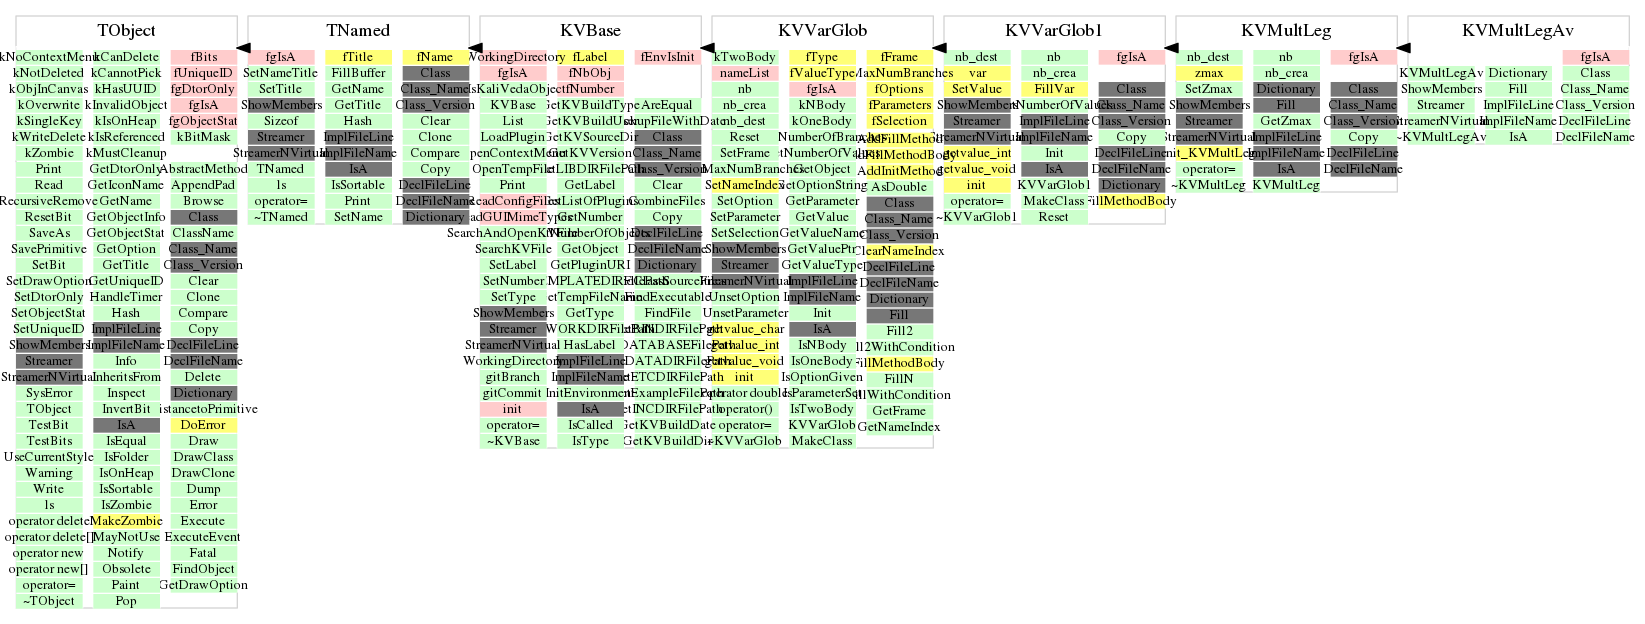 TObject
kNoContextMenu kCanDelete fBits
kNotDeleted kCannotPick fUniqueID
kObjInCanvas kHasUUID fgDtorOnly
kOverwrite kInvalidObject fgIsA
kSingleKey kIsOnHeap fgObjectStat
kWriteDelete kIsReferenced kBitMask
kZombie kMustCleanup
Print GetDtorOnly AbstractMethod
Read GetIconName AppendPad
RecursiveRemove GetName Browse
ResetBit GetObjectInfo Class
SaveAs GetObjectStat ClassName
SavePrimitive GetOption Class_Name
SetBit GetTitle Class_Version
SetDrawOption GetUniqueID Clear
SetDtorOnly HandleTimer Clone
SetObjectStat Hash Compare
SetUniqueID ImplFileLine Copy
ShowMembers ImplFileName DeclFileLine
Streamer Info DeclFileName
StreamerNVirtual InheritsFrom Delete
SysError Inspect Dictionary
TObject InvertBit DistancetoPrimitive
TestBit IsA DoError
TestBits IsEqual Draw
UseCurrentStyle IsFolder DrawClass
Warning IsOnHeap DrawClone
Write IsSortable Dump
ls IsZombie Error
operator delete MakeZombie Execute
operator delete[] MayNotUse ExecuteEvent
operator new Notify Fatal
operator new[] Obsolete FindObject
operator= Paint GetDrawOption
~TObject Pop
TNamed
fgIsA fTitle fName
SetNameTitle FillBuffer Class
SetTitle GetName Class_Name
ShowMembers GetTitle Class_Version
Sizeof Hash Clear
Streamer ImplFileLine Clone
StreamerNVirtual ImplFileName Compare
TNamed IsA Copy
ls IsSortable DeclFileLine
operator= Print DeclFileName
~TNamed SetName Dictionary
KVBase
WorkingDirectory fLabel fEnvIsInit
fgIsA fNbObj
IsKaliVedaObject fNumber
KVBase GetKVBuildType AreEqual
List GetKVBuildUser BackupFileWithDate
LoadPlugin GetKVSourceDir Class
OpenContextMenu GetKVVersion Class_Name
OpenTempFile GetLIBDIRFilePath Class_Version
Print GetLabel Clear
ReadConfigFiles GetListOfPlugins CombineFiles
ReadGUIMimeTypes GetNumber Copy
SearchAndOpenKVFile GetNumberOfObjects DeclFileLine
SearchKVFile GetObject DeclFileName
SetLabel GetPluginURI Dictionary
SetNumber
SetType GetTempFileName FindExecutable
ShowMembers GetType FindFile
Streamer GetWORKDIRFilePath GetBINDIRFilePath
StreamerNVirtual HasLabel GetDATABASEFilePath
WorkingDirectory ImplFileLine GetDATADIRFilePath
gitBranch ImplFileName GetETCDIRFilePath
gitCommit InitEnvironment GetExampleFilePath
init IsA GetINCDIRFilePath
operator= IsCalled GetKVBuildDate
~KVBase IsType GetKVBuildDir
KVVarGlob
kTwoBody fType fFrame
nameList fValueType fMaxNumBranches
nb fgIsA fOptions
nb_crea kNBody fParameters
nb_dest kOneBody fSelection
Reset GetNumberOfBranches AddFillMethod
SetFrame GetNumberOfValues AddFillMethodBody
SetMaxNumBranches GetObject AddInitMethod
SetNameIndex GetOptionString AsDouble
SetOption GetParameter Class
SetParameter GetValue Class_Name
SetSelection GetValueName Class_Version
ShowMembers GetValuePtr ClearNameIndex
Streamer GetValueType DeclFileLine
StreamerNVirtual ImplFileLine DeclFileName
UnsetOption ImplFileName Dictionary
UnsetParameter Init Fill
getvalue_char IsA Fill2
getvalue_int IsNBody Fill2WithCondition
getvalue_void IsOneBody FillMethodBody
init IsOptionGiven FillN
operator double IsParameterSet FillWithCondition
operator() IsTwoBody GetFrame
operator= KVVarGlob GetNameIndex
~KVVarGlob MakeClass
KVVarGlob1
nb_dest nb fgIsA
var nb_crea
SetValue FillVar Class
ShowMembers GetNumberOfValues Class_Name
Streamer ImplFileLine Class_Version
StreamerNVirtual ImplFileName Copy
getvalue_int Init DeclFileLine
getvalue_void IsA DeclFileName
init KVVarGlob1 Dictionary
operator= MakeClass FillMethodBody
~KVVarGlob1 Reset
KVMultLeg
nb_dest nb fgIsA
zmax nb_crea
SetZmax Dictionary Class
ShowMembers Fill Class_Name
Streamer GetZmax Class_Version
StreamerNVirtual ImplFileLine Copy
init_KVMultLeg ImplFileName DeclFileLine
operator= IsA DeclFileName
~KVMultLeg KVMultLeg
KVMultLegAv
fgIsA
KVMultLegAv Dictionary Class
ShowMembers Fill Class_Name
Streamer ImplFileLine Class_Version
StreamerNVirtual ImplFileName DeclFileLine
~KVMultLegAv IsA DeclFileName